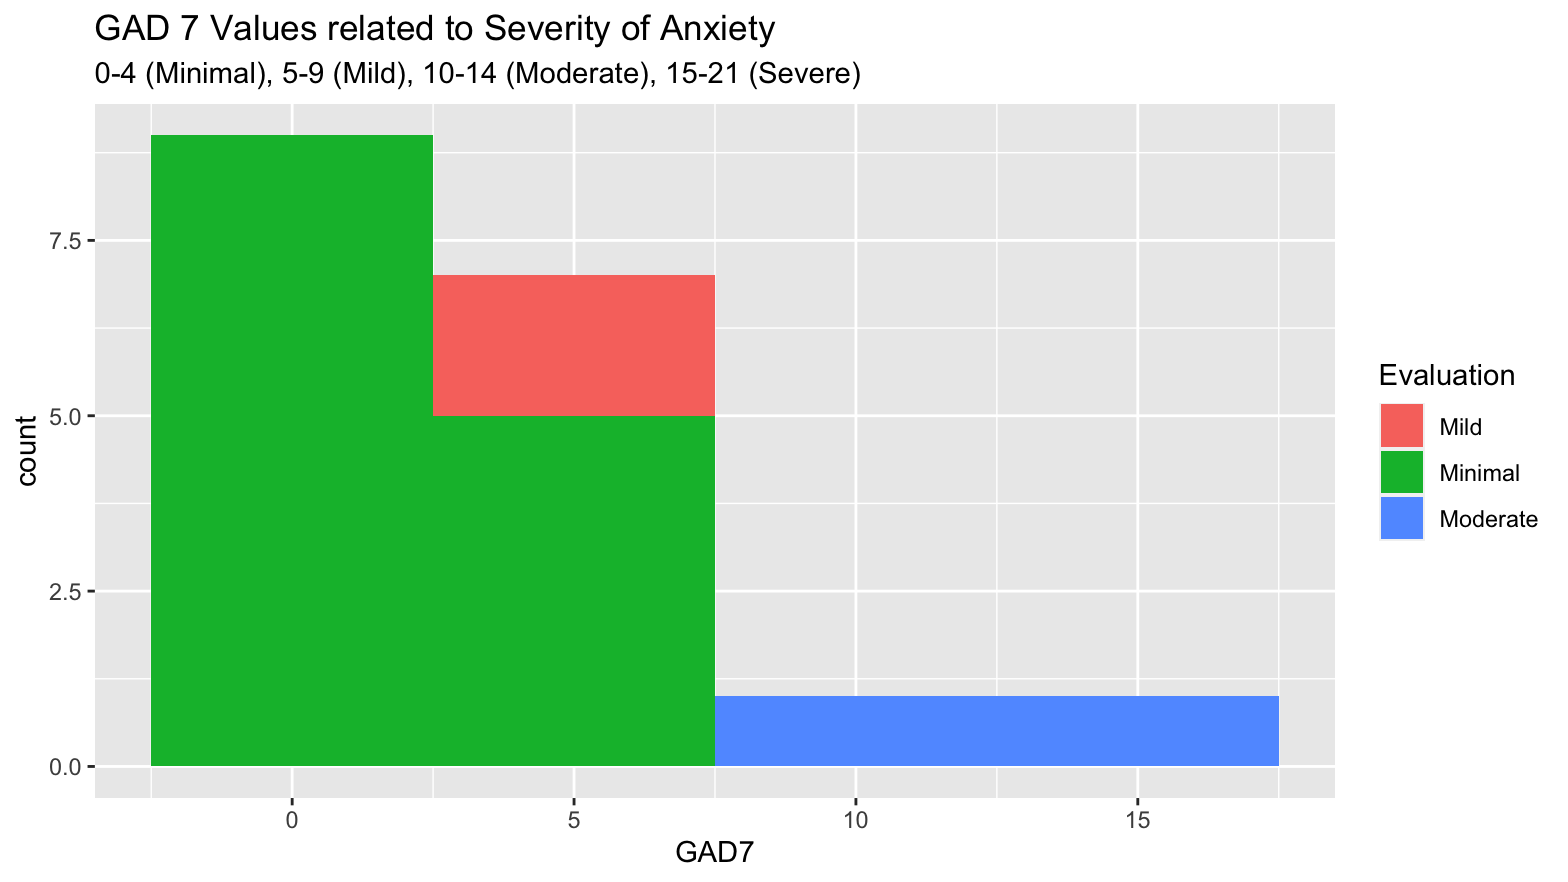 GAD 7 Values related to Severity of Anxiety
0-4 (Minimal), 5-9 (Mild), 10-14 (Moderate), 15-21 (Severe)
7.5
5.0
2.5
0.0
count
0 5 10 15
GAD7
Evaluation
Mild
Minimal
Moderate